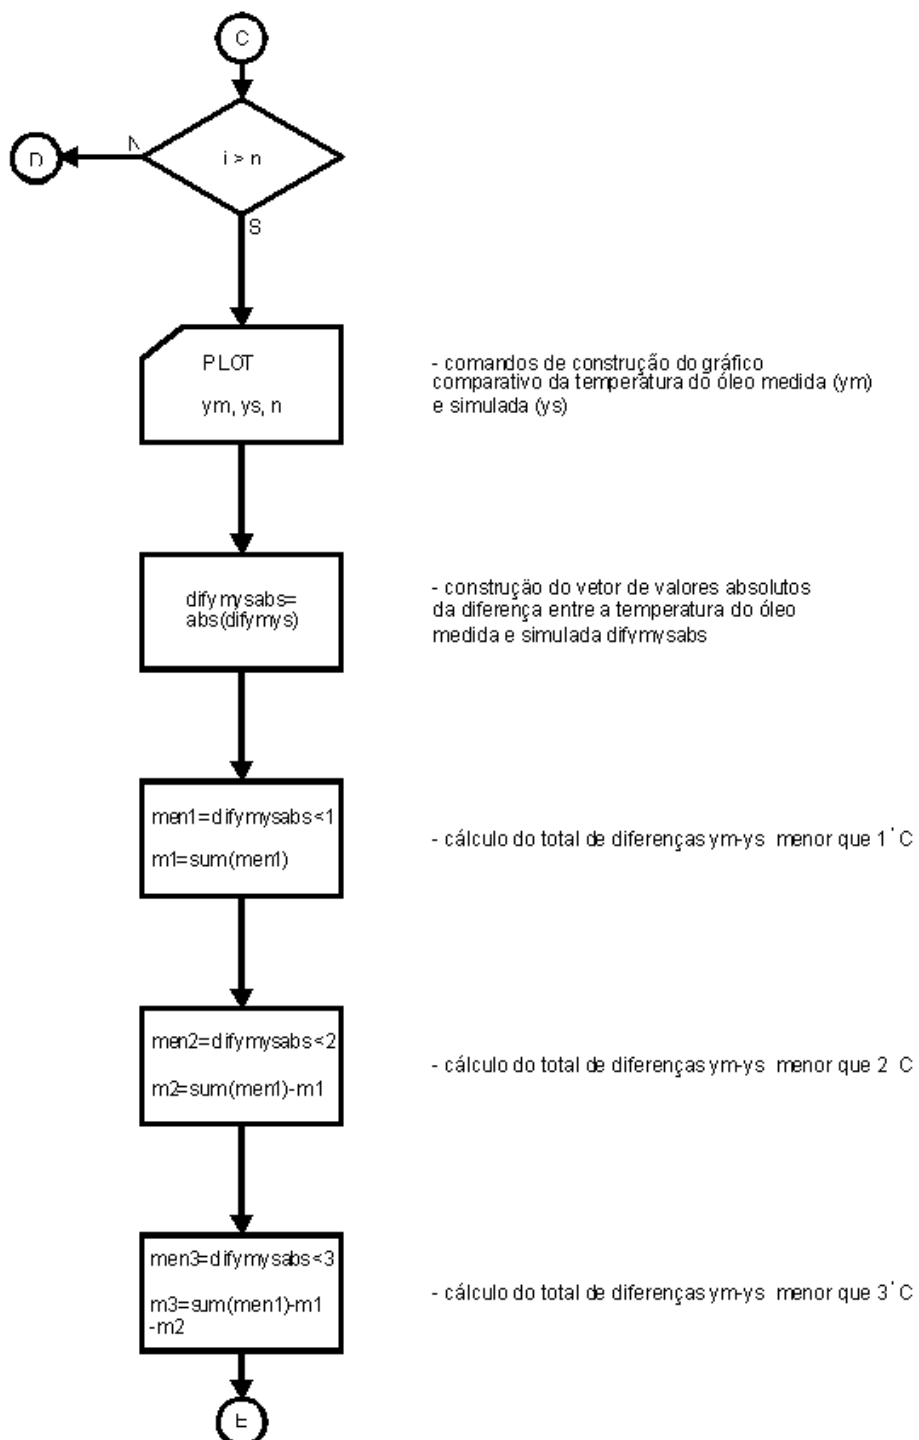 C
N
D
i > n
S
PLOT
ym, ys, n
- comandos de construção do gráfico
comparativo da temperatura do óleo medida (ym)
e simulada (ys)
difymysabs=
abs(difymys)
- construção do vetor de valores absolutos
da diferença entre a temperatura do óleo
medida e simulada difymysabs
men1=difymysabs<1
m1=sum(men1)
- cálculo do total de diferenças ym-ys menor que 1°C
men2=difymysabs<2
m2=sum(men1)-m1
- cálculo do total de diferenças ym-ys menor que 2°C
men3=difymysabs<3
m3=sum(men1)-m1
-m2
- cálculo do total de diferenças ym-ys menor que 3°C
E